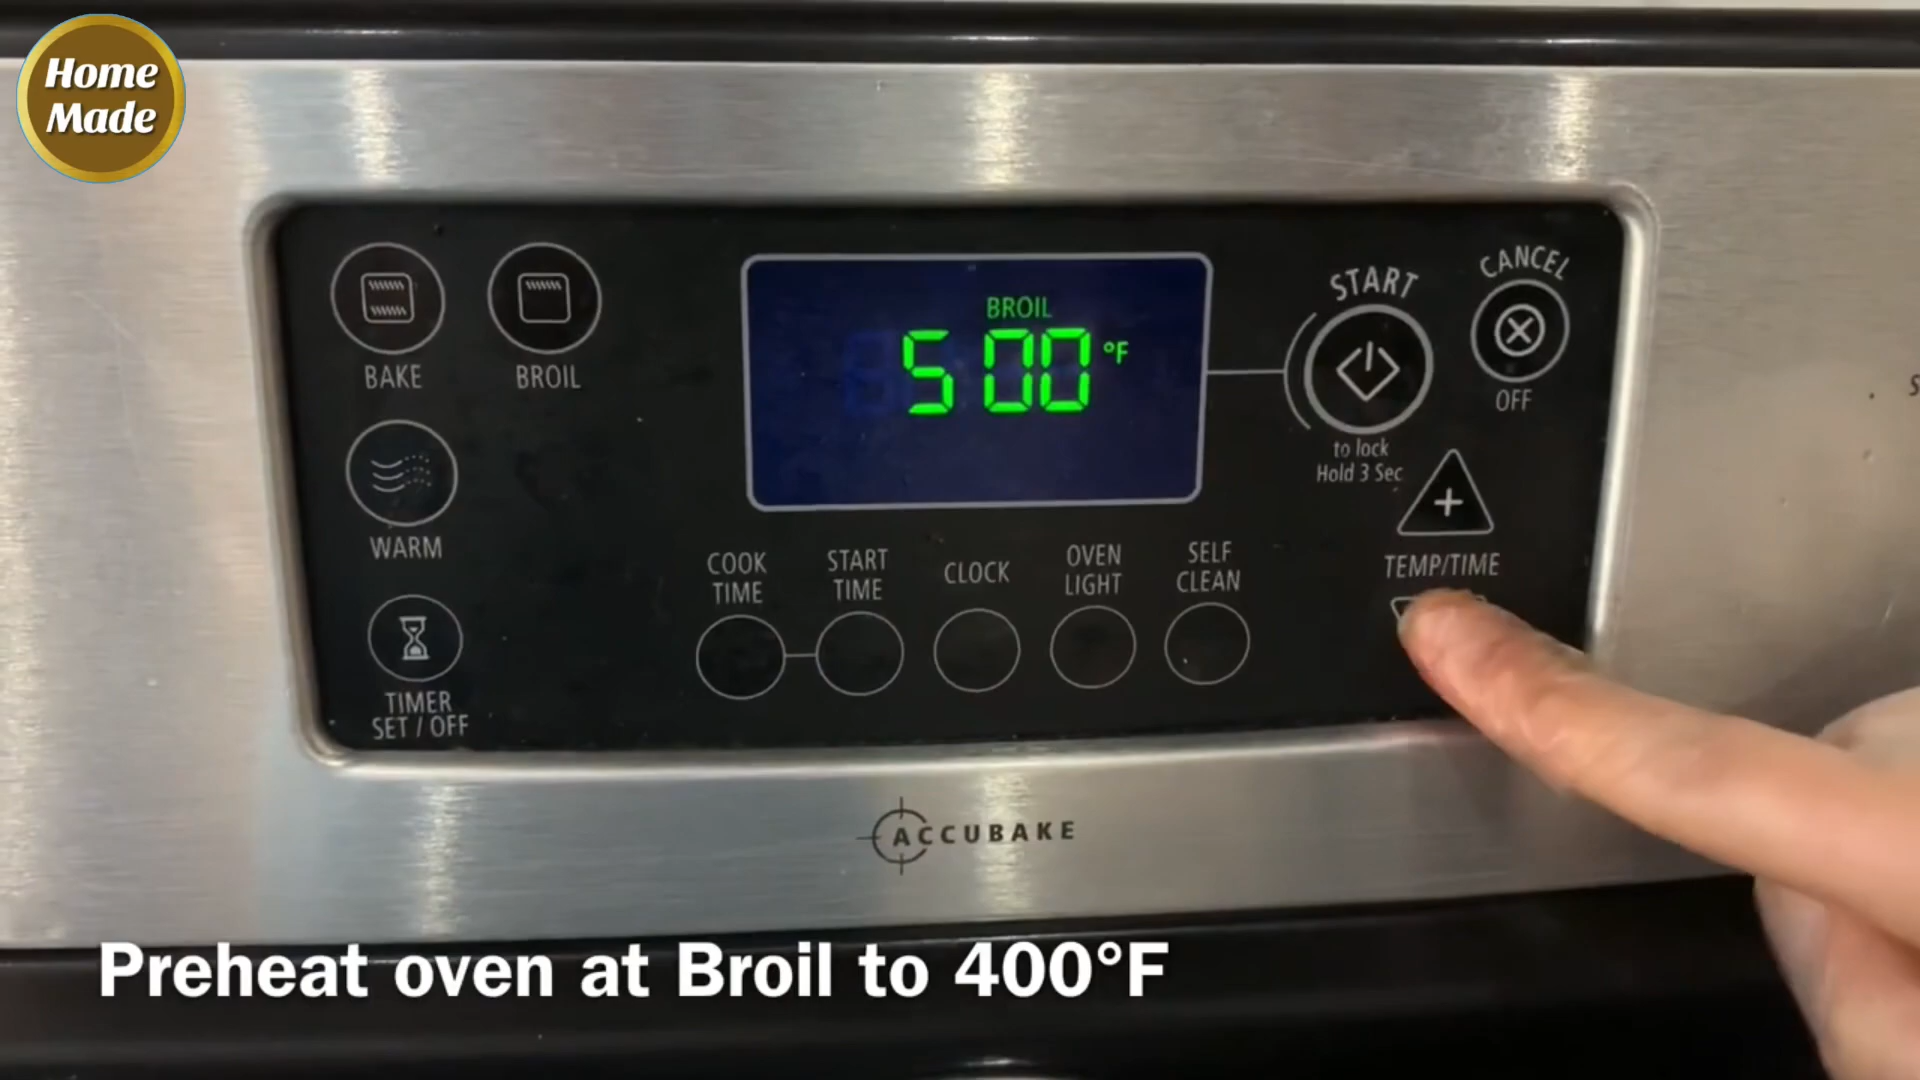 Home
Made
CANCEL
START
BROIL
500 °F
BAKE
BROIL
OFF
to lock
Hold 3 Sec
WARM
COOK
TIME
START
TIME
CLOCK
OVEN
LIGHT
SELF
CLEAN
+
TEMP/TIME
TIMER
SET / OFF
ACCUBAKE
Preheat oven at Broil to 400°F